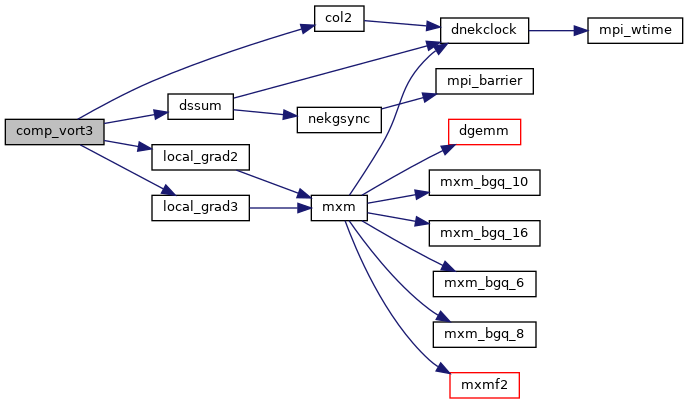 col2
dnekclock
mpi_wtime
mpi_barrier
dssum
nekgsync
comp_vort3
dgemm
local_grad2
mxm_bgq_10
local_grad3
mxm
mxm_bgq_16
mxm_bgq_6
mxm_bgq_8
mxmf2